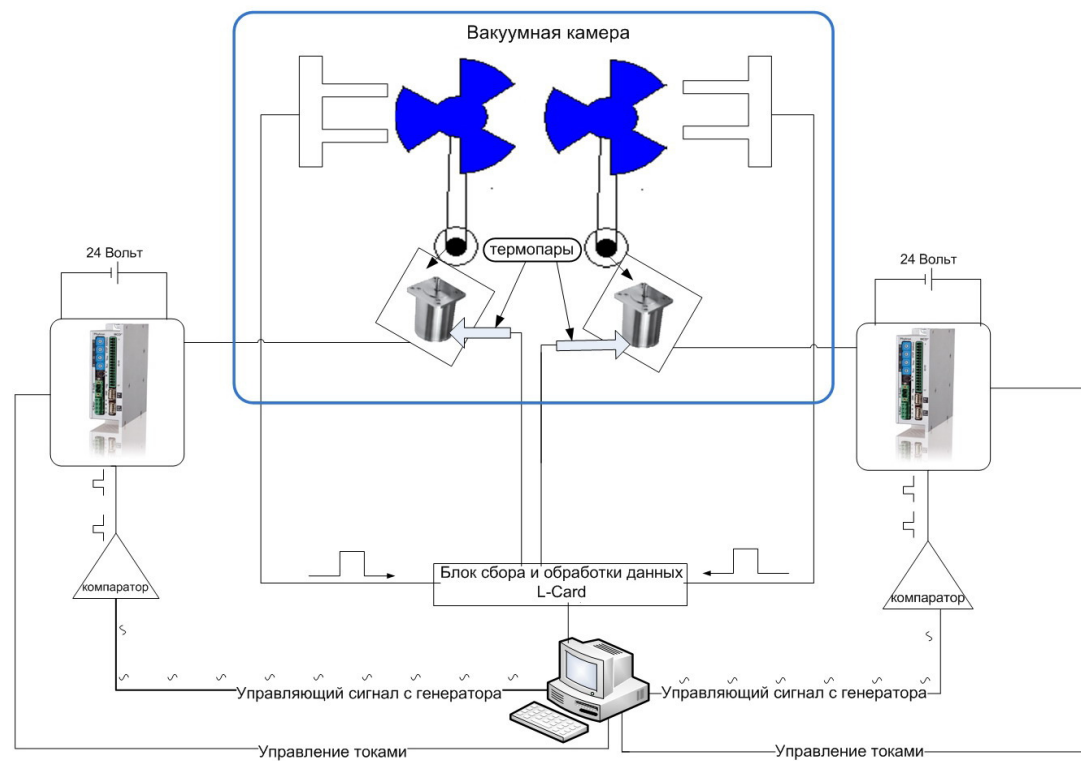 Вакуумная камера
термопары
24 Вольт
24 Вольт
Блок сбора и обработки данных
L-Card
компаратор
компаратор
Управляющий сигнал с генератора
Управляющий сигнал с генератора
Управление токами
Управление токами